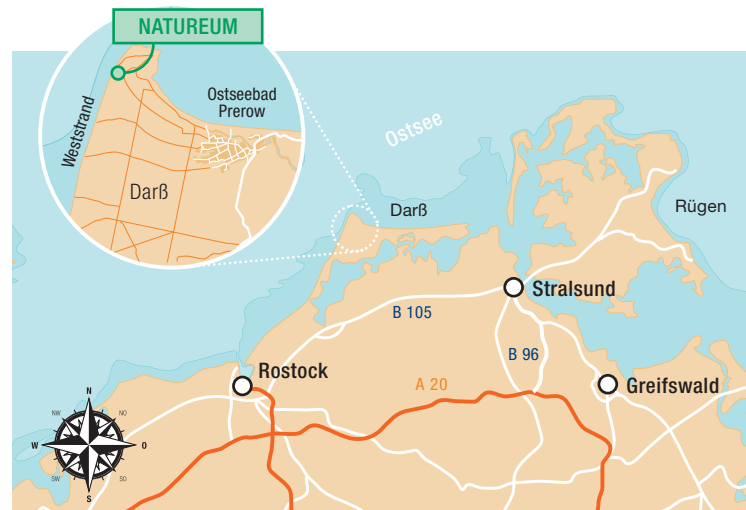 NATUREUM
Ostseebad
Prerow
Weststrand
Darß
Ostsee
Darß
Rügen
Stralsund
B 105
B 96
Rostock
A 20
Greifswald
N
NW
NO
W
O
SW
SO
S